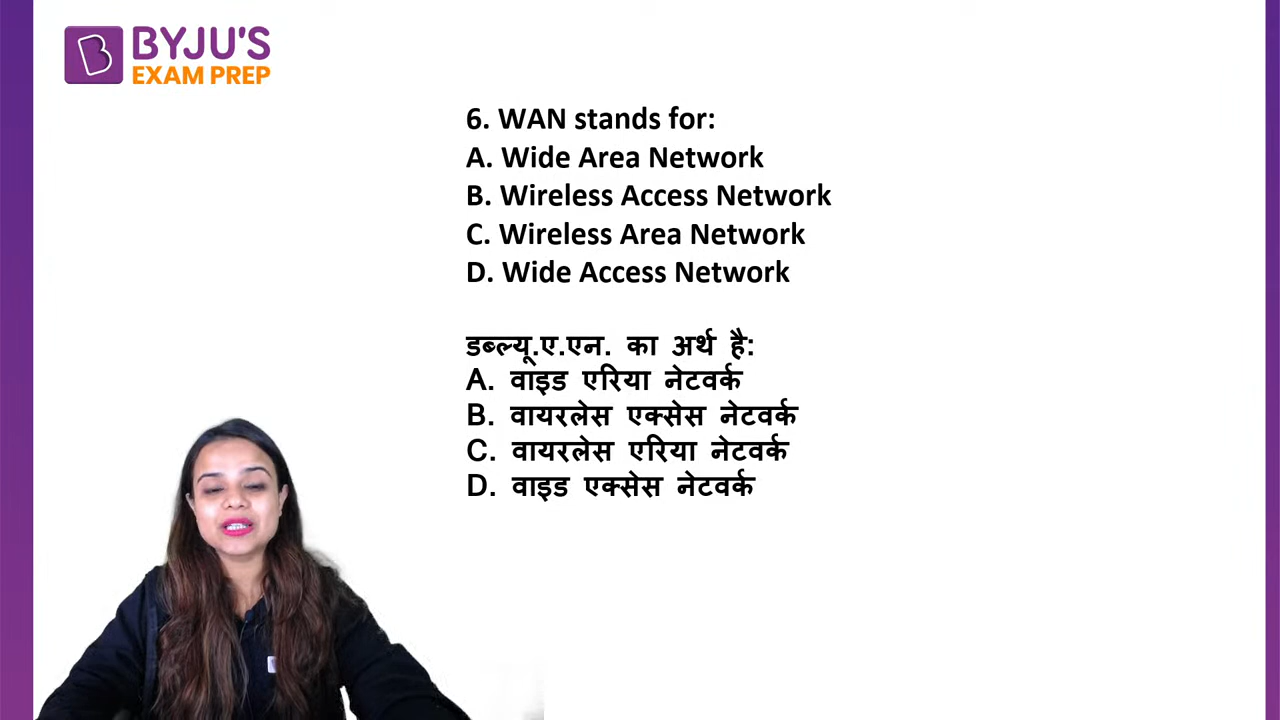 BYJU'S
EXAM PREP
6. WAN stands for:
A. Wide Area Network
B. Wireless Access Network
C. Wireless Area Network
D. Wide Access Network
डब्ल्यू.ए.एन. का अर्थ है:
A. वाइड एरिया नेटवर्क
B. वायरलेस एक्सेस नेटवर्क
C. वायरलेस एरिया नेटवर्क
D. वाइड एक्सेस नेटवर्क